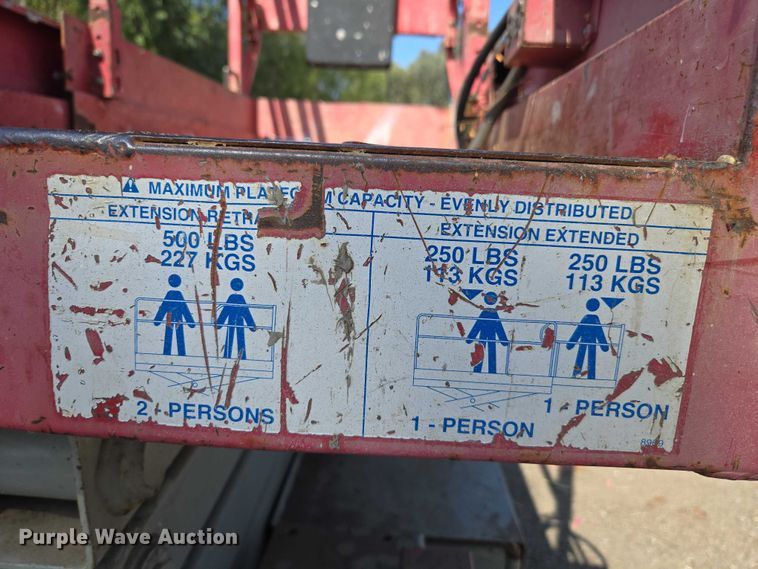 MAXIMUM PLATFORM CAPACITY - EVENLY DISTRIBUTED
EXTENSION RETRA
500 LBS
227 KGS
2 - PERSONS
EXTENSION EXTENDED
250 LBS
113 KGS
1 - PERSON
250 LBS
113 KGS
1 - PERSON
Purple Wave Auction